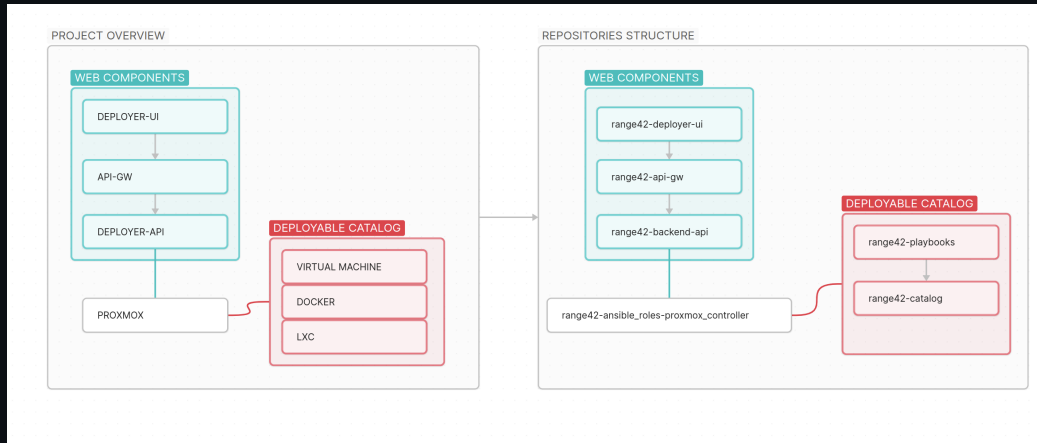 PROJECT OVERVIEW
WEB COMPONENTS
DEPLOYER-UI
API-GW
DEPLOYER-API
PROXMOX
DEPLOYABLE CATALOG
VIRTUAL MACHINE
DOCKER
LXC
REPOSITORIES STRUCTURE
WEB COMPONENTS
range42-deployer-ui
range42-api-gw
range42-backend-api
range42-ansible_roles-proxmox_controller
DEPLOYABLE CATALOG
range42-playbooks
range42-catalog